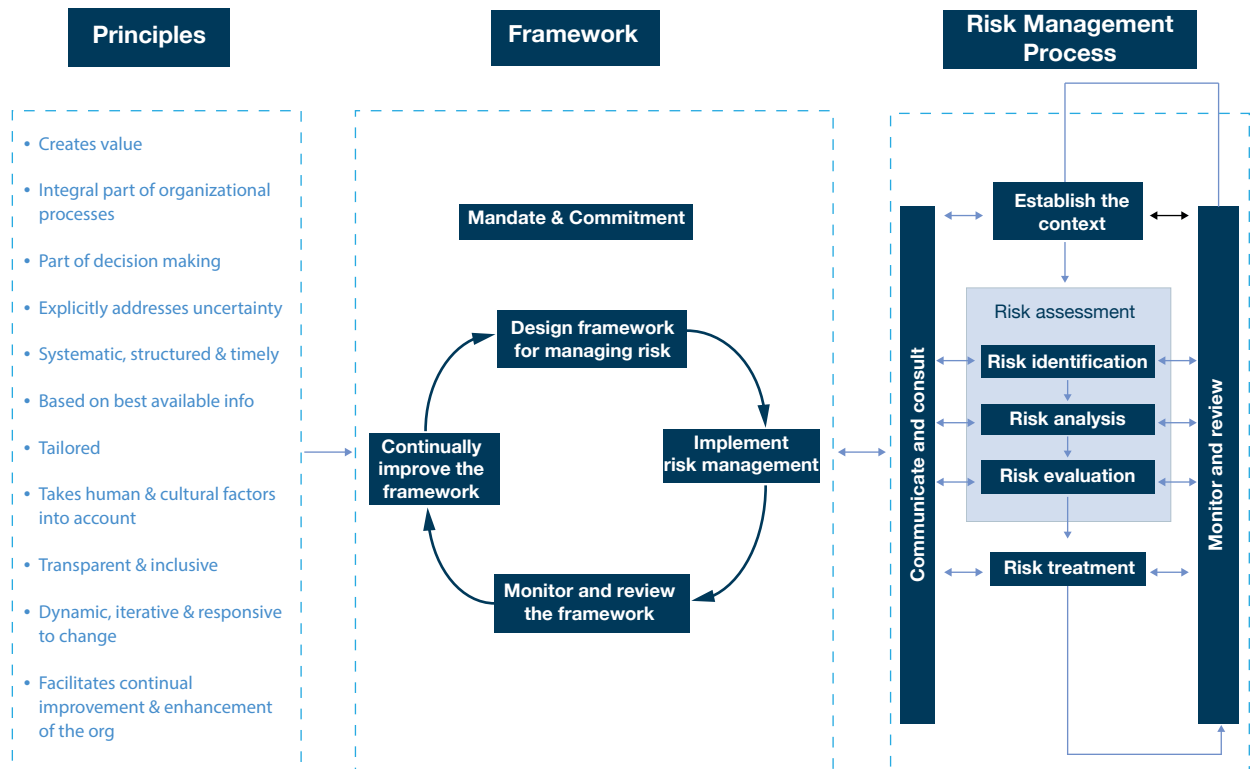 Principles
Framework
Risk Management
Process
• Creates value
• Integral part of organizational
processes
• Part of decision making
• Explicitly addresses uncertainty
• Systematic, structured & timely
• Based on best available info
• Tailored
• Takes human & cultural factors
into account
• Transparent & inclusive
• Dynamic, iterative & responsive
to change
• Facilitates continual
improvement & enhancement
of the org
Mandate & Commitment
Design framework
for managing risk
Implement
risk management
Monitor and review
the framework
Continually
improve the
framework
Communicate and consult
Establish the
context
Risk assessment
Risk identification
Risk analysis
Risk evaluation
Risk treatment
Monitor and review